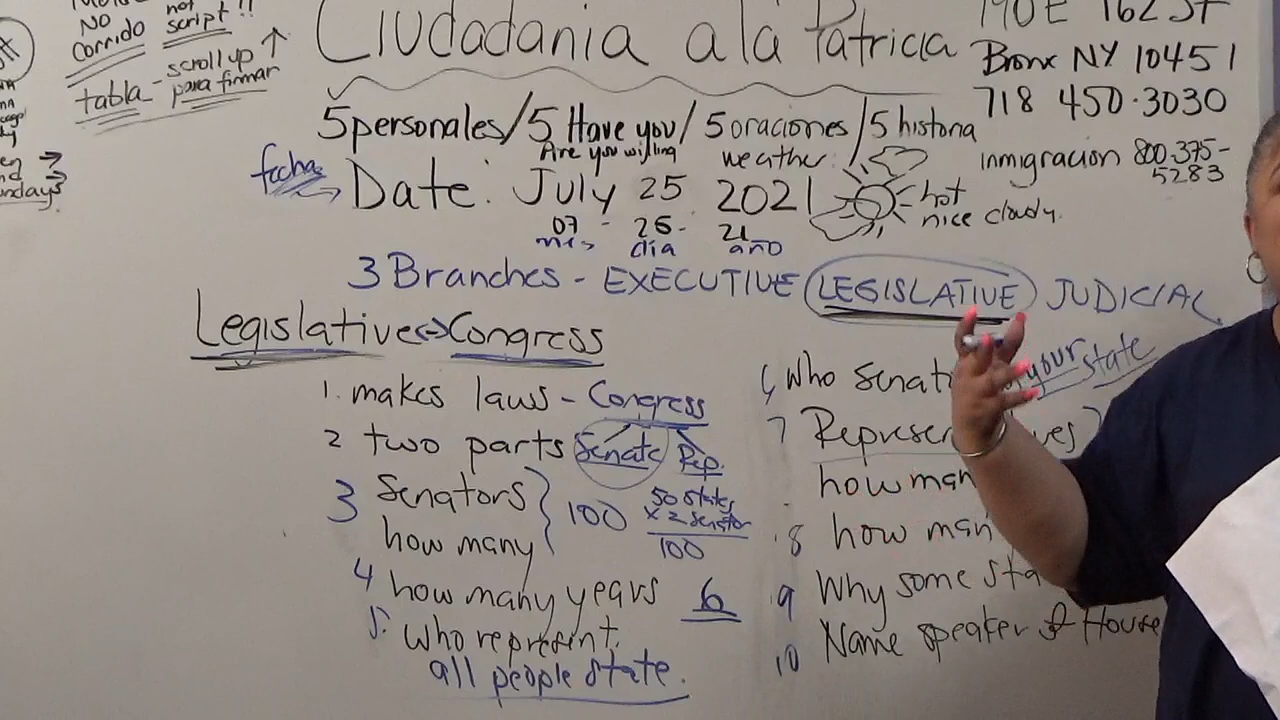 NO
Corrido
not
script !!
tabla - scroll up
para firmar
Ciudadania a la Patricia
190 E 162 St
Bronx NY 10451
718 450-3030
5 personales / 5 Have you / 5 oraciones / 5 historia
Are you willing
weather
inmigracion 800-375-
5283
fecha
Date: July 25 2021
hot
nice cloudy.
07 - 25 - 21
mes día año
3 Branches - EXECUTIVE LEGISLATIVE JUDICIAL
Legislative Congress
1. makes laws - Congress
2 two parts Senate Rep.
3 Senators
how many
100
50 states
x 2 senator
100
4 how many years 6
5. Who represent
all people state.
6 Who Senat
your state
7 Represen
how man
8 how man
9 Why some sta
10 Name speaker of House